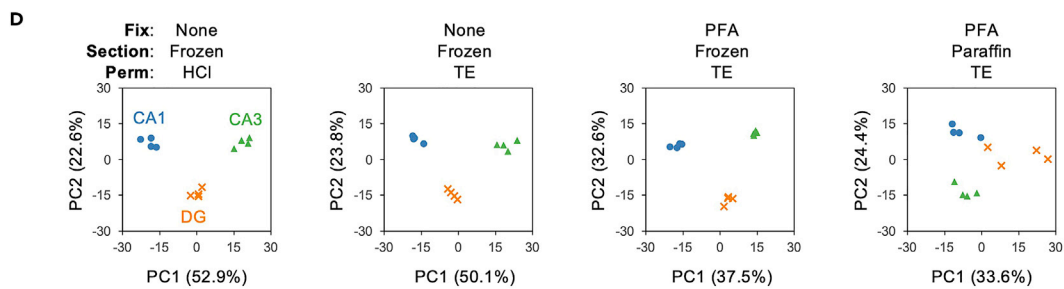 D
Fix: None None PFA PFA
Section: Frozen Frozen Frozen Paraffin
Perm: HCl TE TE TE
30 30 30 30
CA1 CA3
15 15 15 15
0 0 0 0
-15 -15 -15 -15
DG
-30 -30 -30 -30
PC2 (22.6%) PC2 (23.8%) PC2 (32.6%) PC2 (24.4%)
-30 -15 0 15 30 -30 -15 0 15 30 -30 -15 0 15 30 -30 -15 0 15 30
PC1 (52.9%) PC1 (50.1%) PC1 (37.5%) PC1 (33.6%)